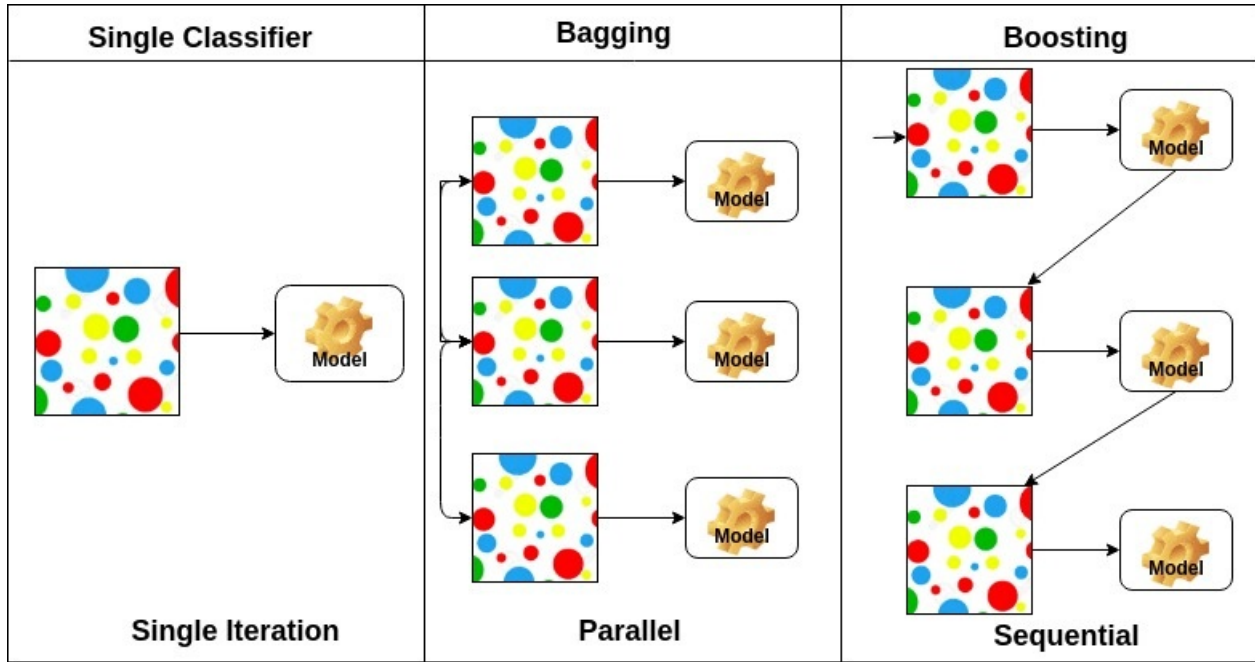 Single Classifier
Bagging
Boosting
Model
Single Iteration
Model
Model
Model
Parallel
Model
Model
Model
Sequential